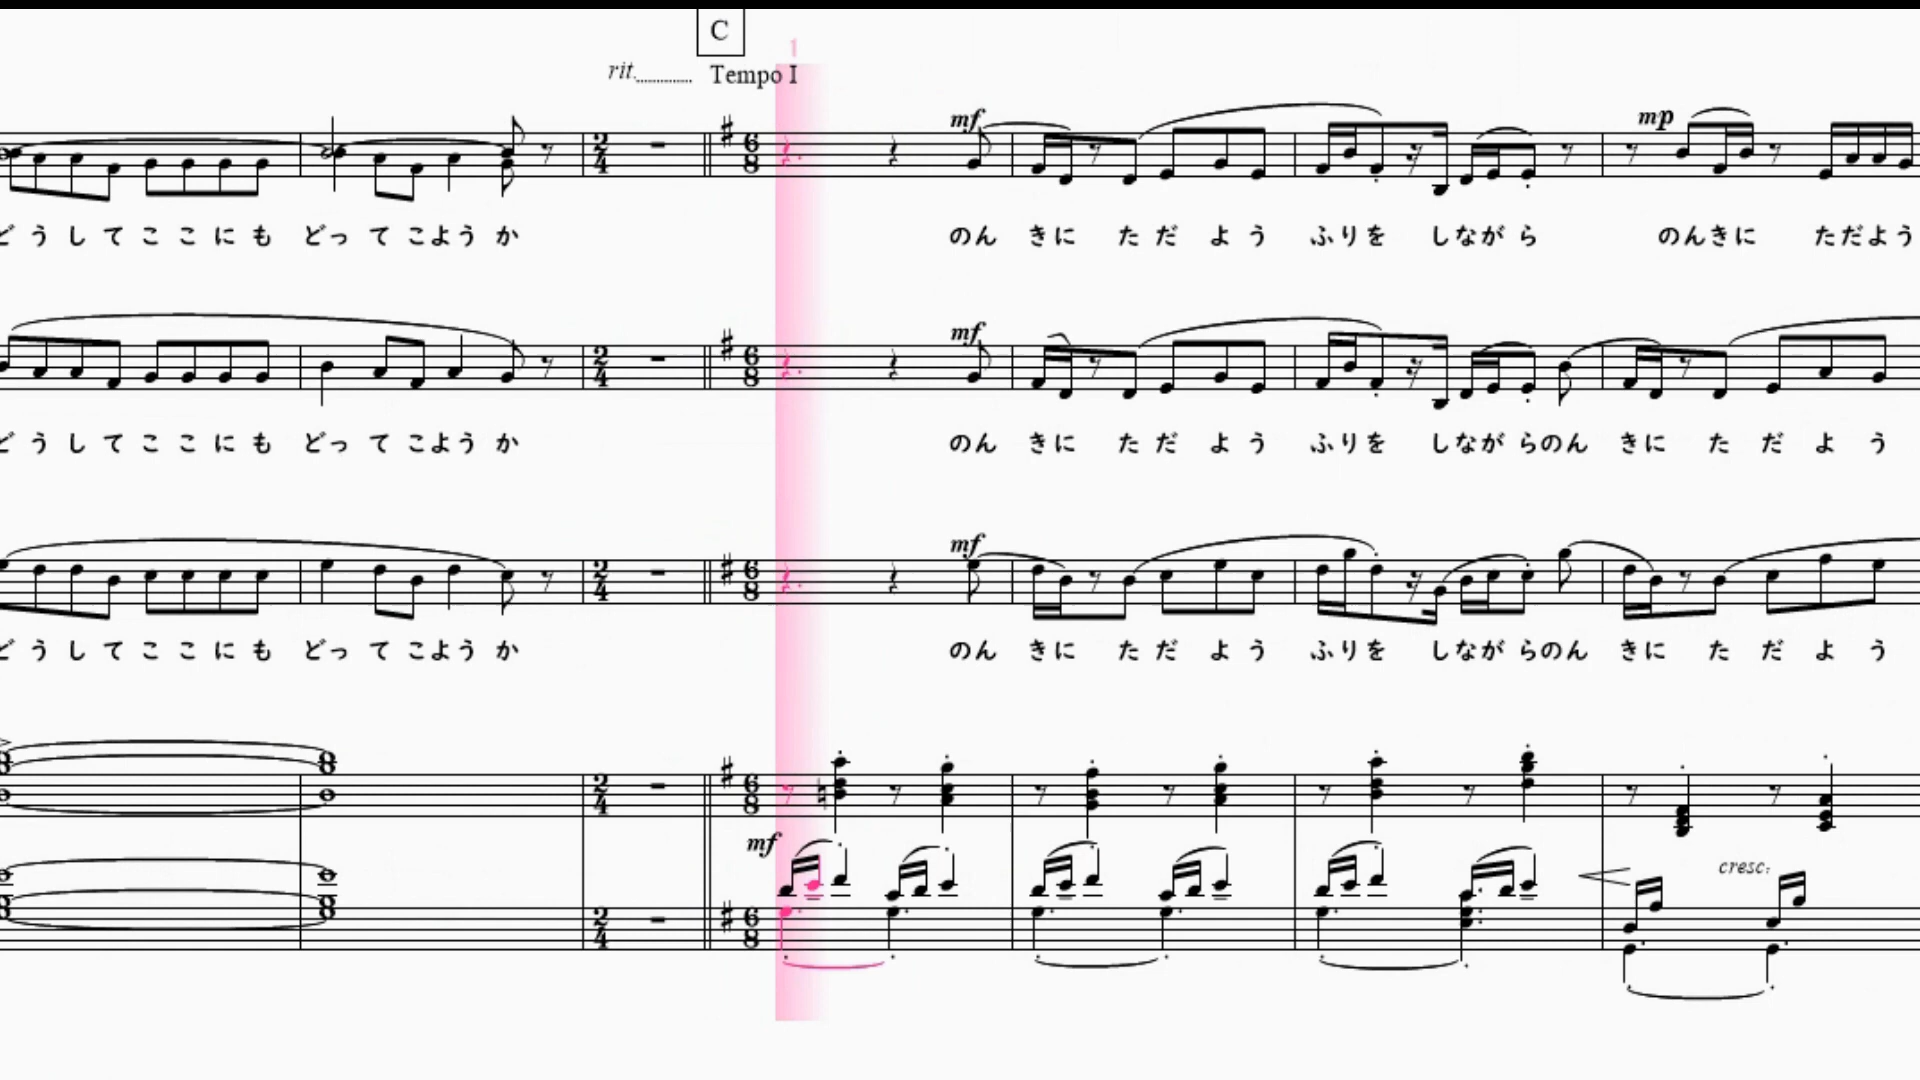 C
1
rit.
Tempo I
mf
mp
どうしてここにも どってこようか のん きに ただよう ふりを しながら のんきに ただよう
mf
どうしてここにも どってこようか のん きに ただよう ふりを しながらのん きに ただよう
mf
どうしてここにも どってこようか のん きに ただよう ふりを しながらのん きに ただよう
mf
cresc.